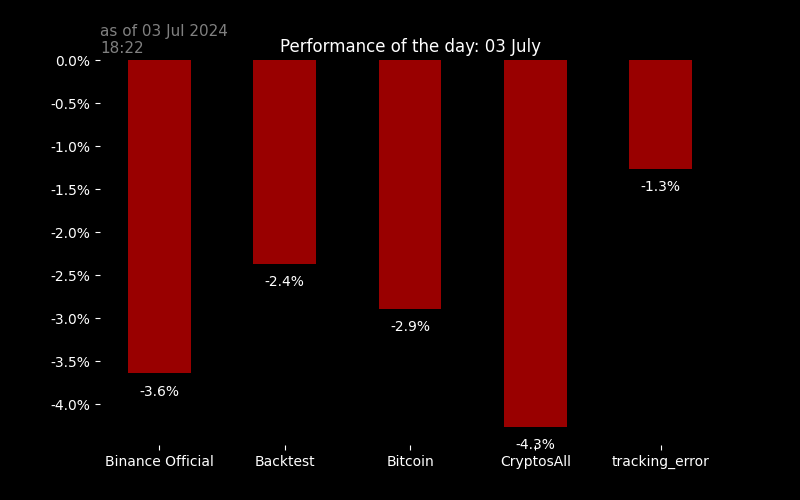 as of 03 Jul 2024
18:22
Performance of the day: 03 July
0.0%
-0.5%
-1.0%
-1.5%
-2.0%
-2.5%
-3.0%
-3.5%
-4.0%
-3.6%
-2.4%
-2.9%
-4.3%
-1.3%
Binance Official
Backtest
Bitcoin
CryptosAll
tracking_error